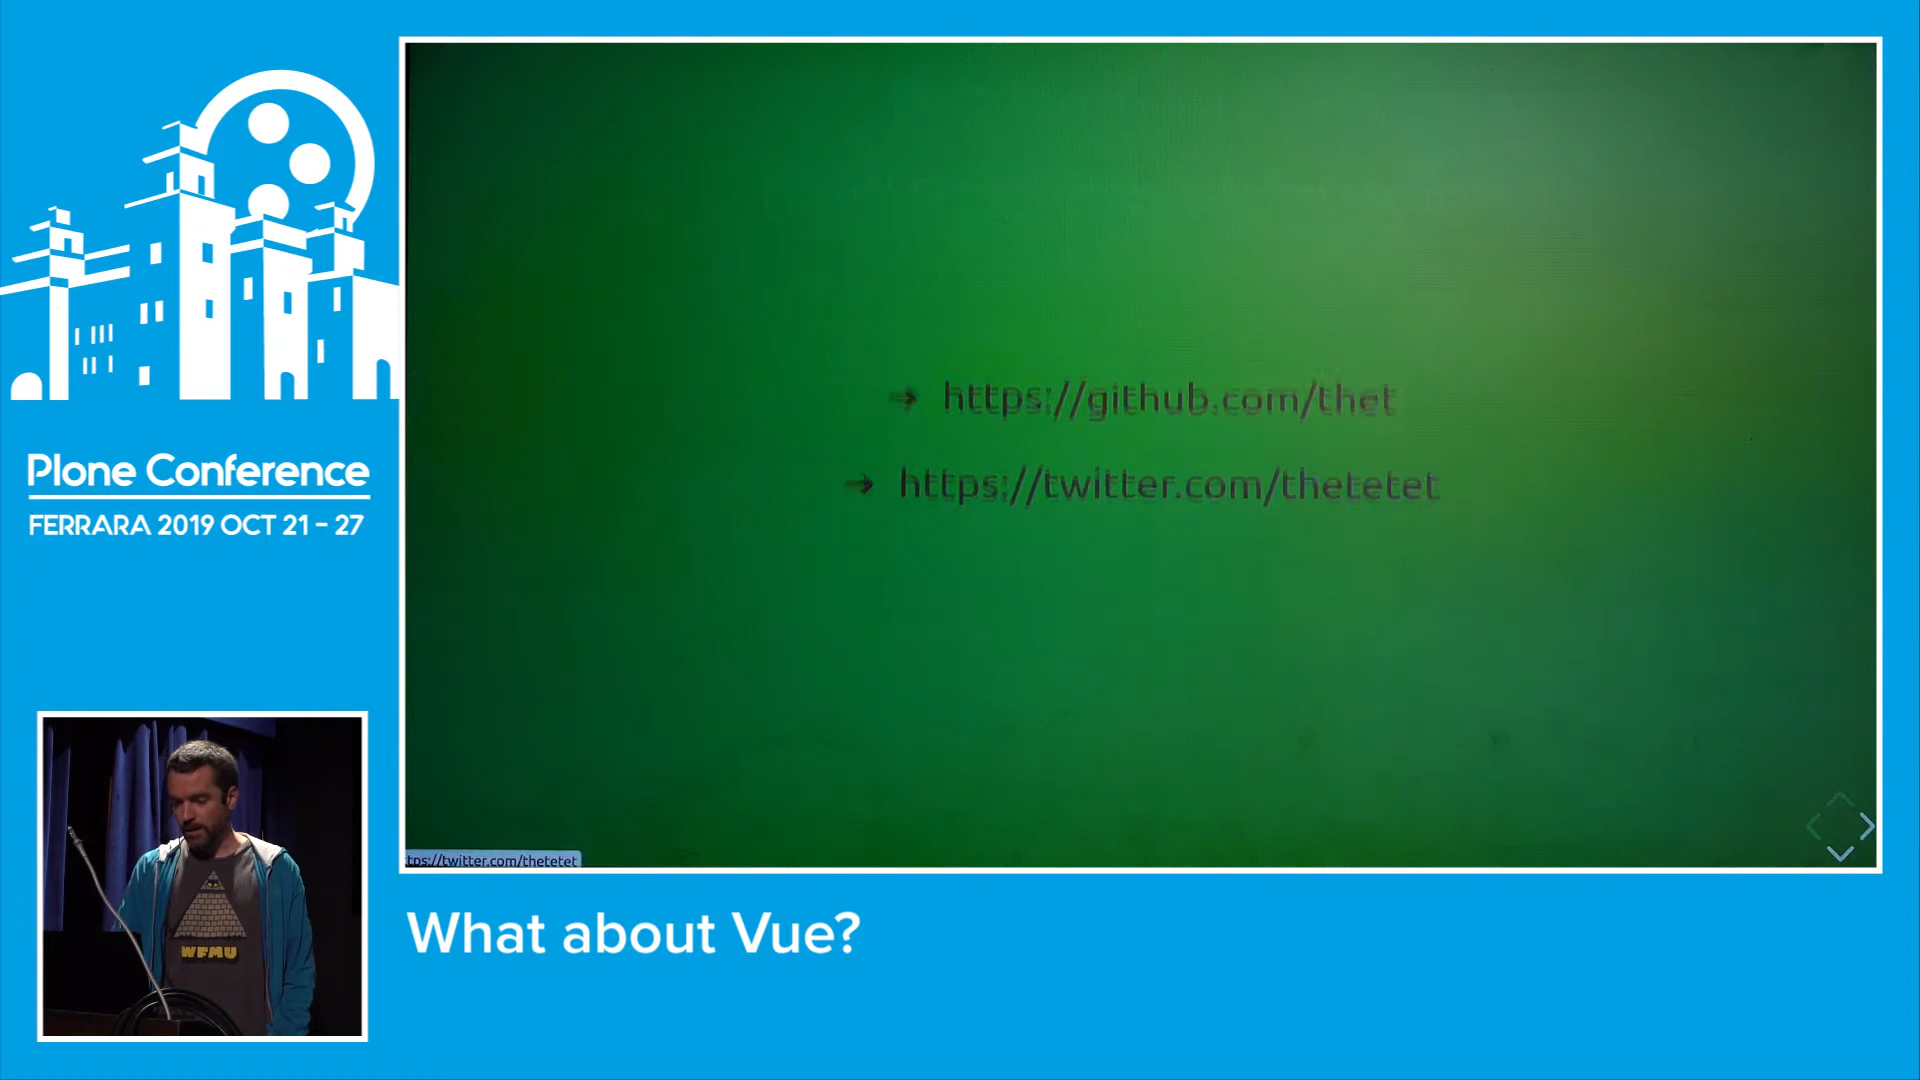 Plone Conference
FERRARA 2019 OCT 21 - 27
→ https://github.com/thet
→ https://twitter.com/thetetet
tps://twitter.com/thetetet
WFMU
What about Vue?